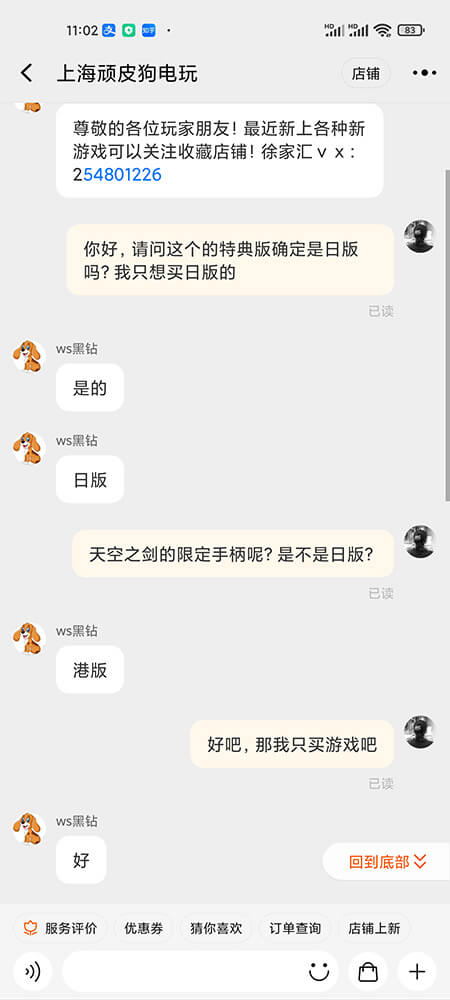 11:02 知乎 HD HD 83
上海顽皮狗电玩 店铺
尊敬的各位玩家朋友！最近新上各种新
游戏可以关注收藏店铺！徐家汇ｖｘ：
254801226
你好，请问这个的特典版确定是日版
吗？我只想买日版的
已读
ws黑钻
是的
ws黑钻
日版
天空之剑的限定手柄呢？是不是日版？
已读
ws黑钻
港版
好吧，那我只买游戏吧
已读
ws黑钻
好
回到底部
服务评价 优惠券 猜你喜欢 订单查询 店铺上新